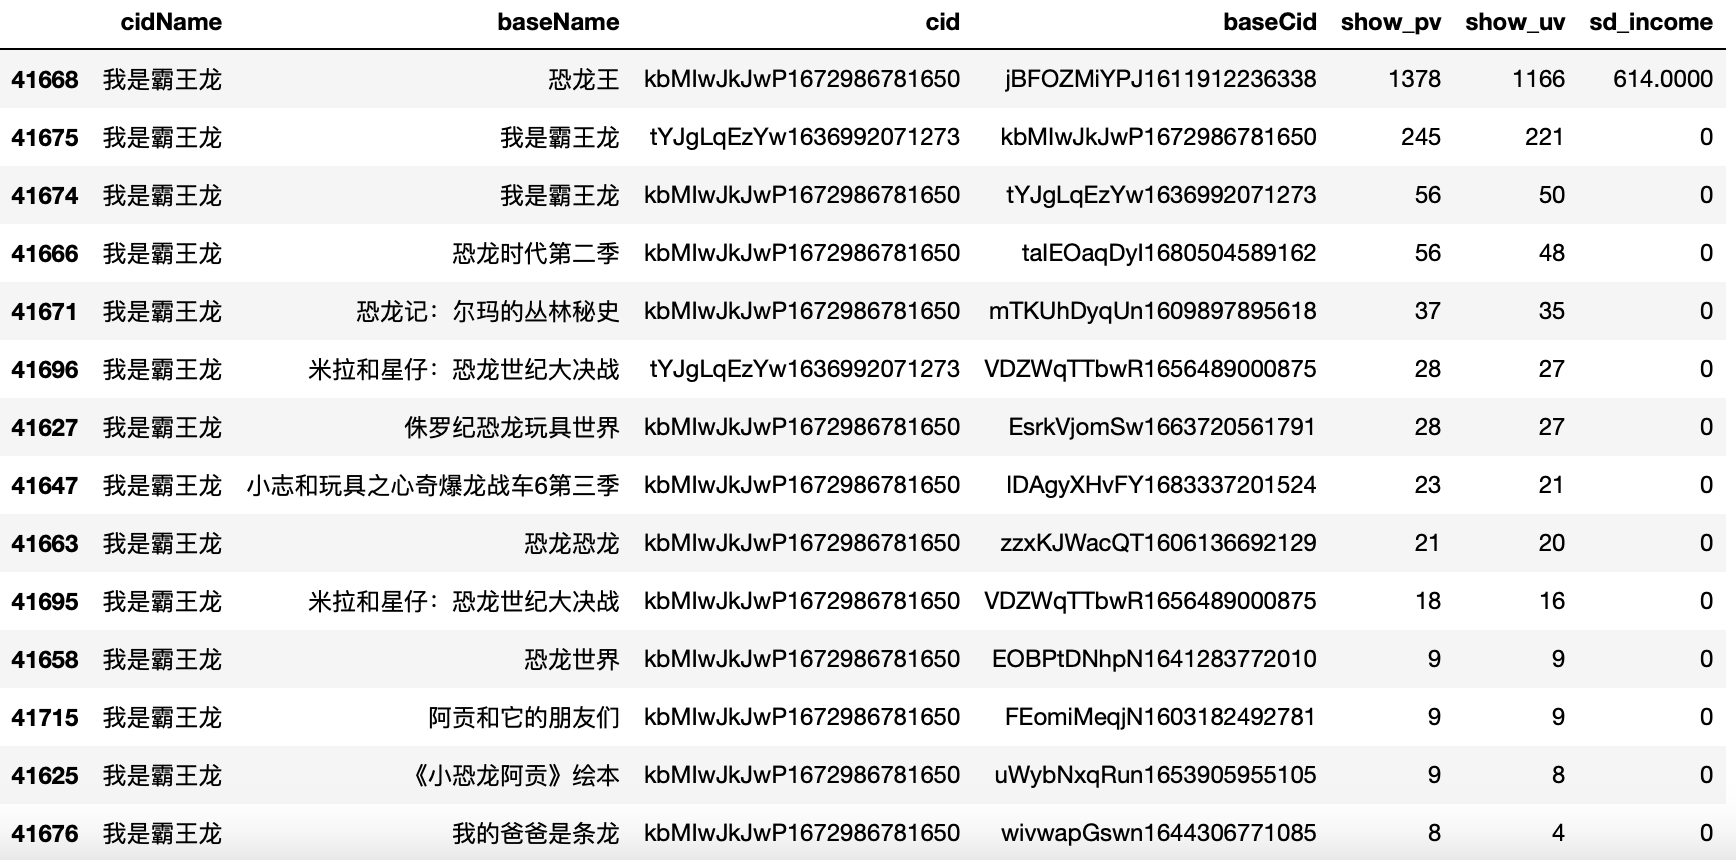 cidName baseName cid baseCid show_pv show_uv sd_income
41668 我是霸王龙 恐龙王 kbMIwJkJwP1672986781650 jBFOZMiYPJ1611912236338 1378 1166 614.0000
41675 我是霸王龙 我是霸王龙 tYJgLqEzYw1636992071273 kbMIwJkJwP1672986781650 245 221 0
41674 我是霸王龙 我是霸王龙 kbMIwJkJwP1672986781650 tYJgLqEzYw1636992071273 56 50 0
41666 我是霸王龙 恐龙时代第二季 kbMIwJkJwP1672986781650 taIEOaqDyI1680504589162 56 48 0
41671 我是霸王龙 恐龙记：尔玛的丛林秘史 kbMIwJkJwP1672986781650 mTKUhDyqUn1609897895618 37 35 0
41696 我是霸王龙 米拉和星仔：恐龙世纪大决战 tYJgLqEzYw1636992071273 VDZWqTTbwR1656489000875 28 27 0
41627 我是霸王龙 侏罗纪恐龙玩具世界 kbMIwJkJwP1672986781650 EsrkVjomSw1663720561791 28 27 0
41647 我是霸王龙 小志和玩具之心奇爆龙战车6第三季 kbMIwJkJwP1672986781650 IDAgyXHvFY1683337201524 23 21 0
41663 我是霸王龙 恐龙恐龙 kbMIwJkJwP1672986781650 zzxKJWacQT1606136692129 21 20 0
41695 我是霸王龙 米拉和星仔：恐龙世纪大决战 kbMIwJkJwP1672986781650 VDZWqTTbwR1656489000875 18 16 0
41658 我是霸王龙 恐龙世界 kbMIwJkJwP1672986781650 EOBPtDNhpN1641283772010 9 9 0
41715 我是霸王龙 阿贡和它的朋友们 kbMIwJkJwP1672986781650 FEomiMeqjN1603182492781 9 9 0
41625 我是霸王龙 《小恐龙阿贡》绘本 kbMIwJkJwP1672986781650 uWybNxqRun1653905955105 9 8 0
41676 我是霸王龙 我的爸爸是条龙 kbMIwJkJwP1672986781650 wivwapGswn1644306771085 8 4 0